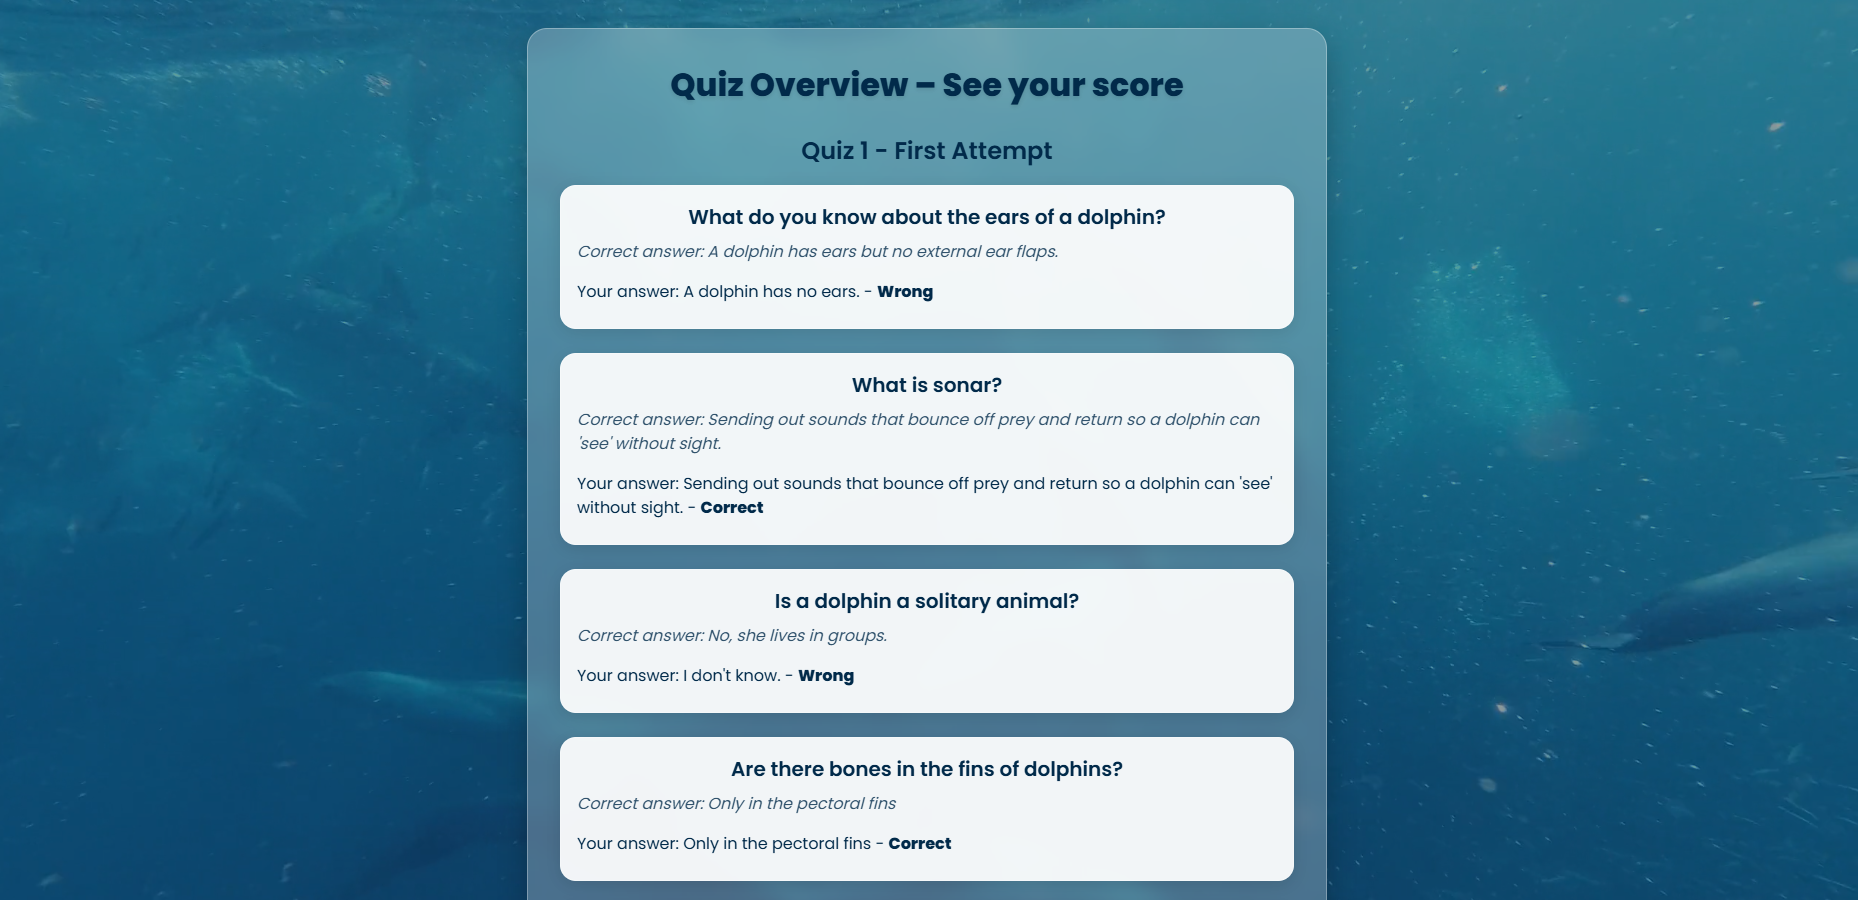 Quiz Overview – See your score
Quiz 1 - First Attempt
What do you know about the ears of a dolphin?
Correct answer: A dolphin has ears but no external ear flaps.
Your answer: A dolphin has no ears. - Wrong
What is sonar?
Correct answer: Sending out sounds that bounce off prey and return so a dolphin can
'see' without sight.
Your answer: Sending out sounds that bounce off prey and return so a dolphin can 'see'
without sight. - Correct
Is a dolphin a solitary animal?
Correct answer: No, she lives in groups.
Your answer: I don't know. - Wrong
Are there bones in the fins of dolphins?
Correct answer: Only in the pectoral fins
Your answer: Only in the pectoral fins - Correct